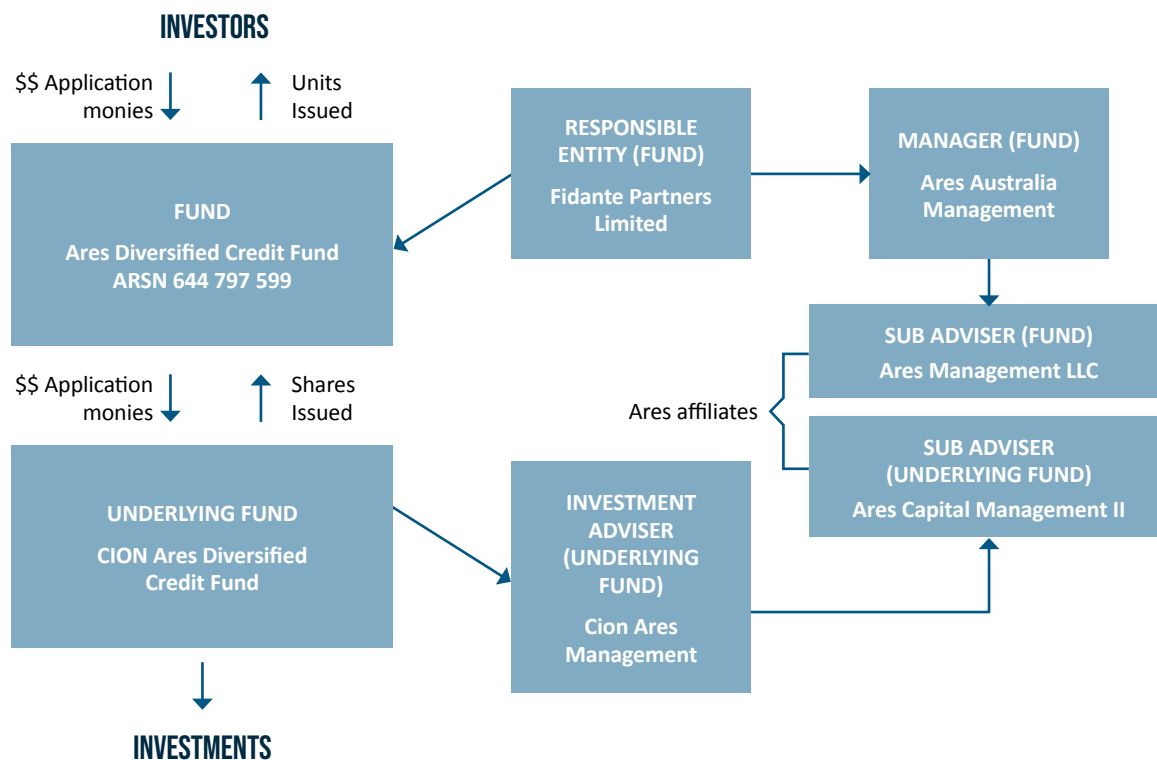 INVESTORS
$$ Application
monies
Units
Issued
FUND
Ares Diversified Credit Fund
ARSN 644 797 599
RESPONSIBLE
ENTITY (FUND)
Fidante Partners
Limited
MANAGER (FUND)
Ares Australia
Management
SUB ADVISER (FUND)
Ares Management LLC
Ares affiliates
SUB ADVISER
(UNDERLYING FUND)
Ares Capital Management II
$$ Application
monies
Shares
Issued
UNDERLYING FUND
CION Ares Diversified
Credit Fund
INVESTMENT
ADVISER
(UNDERLYING
FUND)
Cion Ares
Management
INVESTMENTS